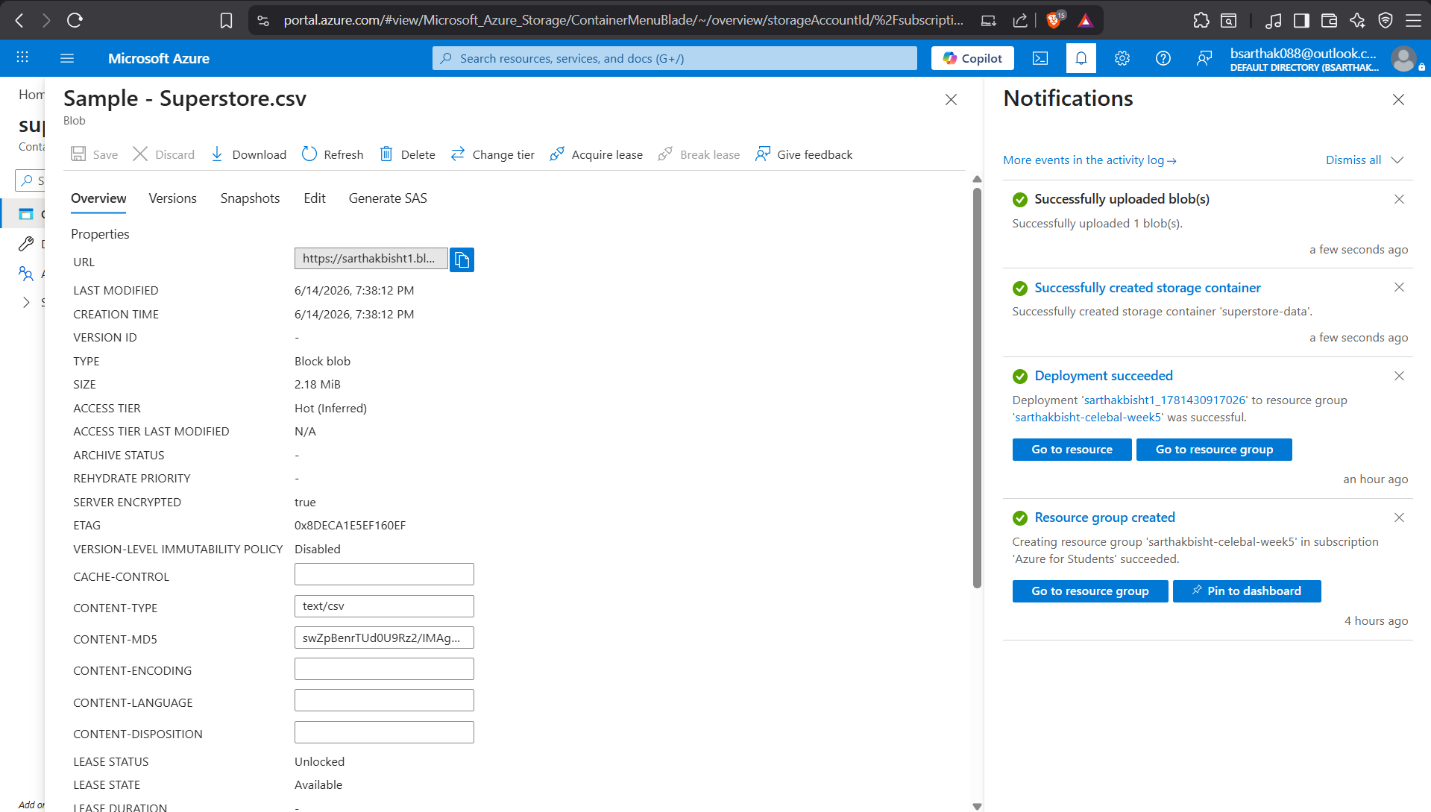 portal.azure.com/#view/Microsoft_Azure_Storage/ContainerMenuBlade/~/overview/storageAccountId/%2Fsubscripti...
15
Microsoft Azure
Search resources, services, and docs (G+/)
Copilot
bsarthak088@outlook.c...
DEFAULT DIRECTORY (BSARTHAK...
Hom
sup
Conta
S
Add or
Sample - Superstore.csv
Blob
Save
Discard
Download
Refresh
Delete
Change tier
Acquire lease
Break lease
Give feedback
Overview
Versions
Snapshots
Edit
Generate SAS
Properties
URL https://sarthakbisht1.bl...
LAST MODIFIED 6/14/2026, 7:38:12 PM
CREATION TIME 6/14/2026, 7:38:12 PM
VERSION ID -
TYPE Block blob
SIZE 2.18 MiB
ACCESS TIER Hot (Inferred)
ACCESS TIER LAST MODIFIED N/A
ARCHIVE STATUS -
REHYDRATE PRIORITY -
SERVER ENCRYPTED true
ETAG 0x8DECA1E5EF160EF
VERSION-LEVEL IMMUTABILITY POLICY Disabled
CACHE-CONTROL
CONTENT-TYPE text/csv
CONTENT-MD5 swZpBenrTUd0U9Rz2/IMAg...
CONTENT-ENCODING
CONTENT-LANGUAGE
CONTENT-DISPOSITION
LEASE STATUS Unlocked
LEASE STATE Available
LEASE DURATION -
Notifications
More events in the activity log →
Dismiss all
Successfully uploaded blob(s)
Successfully uploaded 1 blob(s).
a few seconds ago
Successfully created storage container
Successfully created storage container 'superstore-data'.
a few seconds ago
Deployment succeeded
Deployment 'sarthakbisht1_1781430917026' to resource group
'sarthakbisht-celebal-week5' was successful.
Go to resource
Go to resource group
an hour ago
Resource group created
Creating resource group 'sarthakbisht-celebal-week5' in subscription
'Azure for Students' succeeded.
Go to resource group
Pin to dashboard
4 hours ago